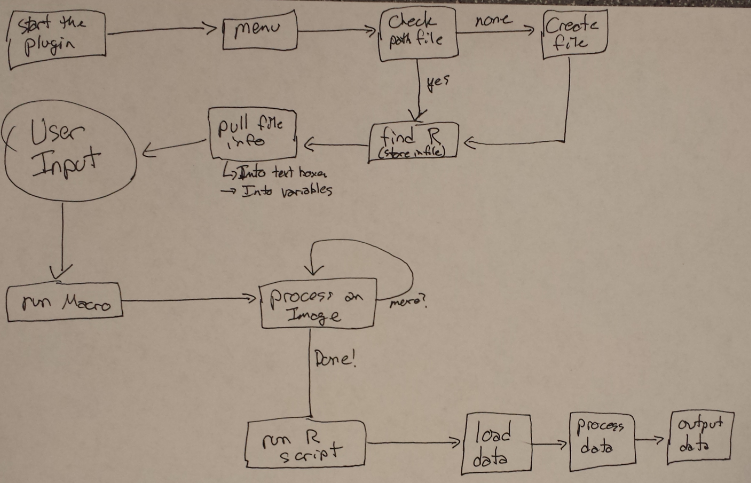 start the
plugin
menu
check
path file
none
Create
file
yes
find R
(store in file)
pull file
info
↳ Into text boxes
→ Into variables
User
Input
run Macro
process an
Image
more?
Done!
run R
script
load
data
process
data
output
data